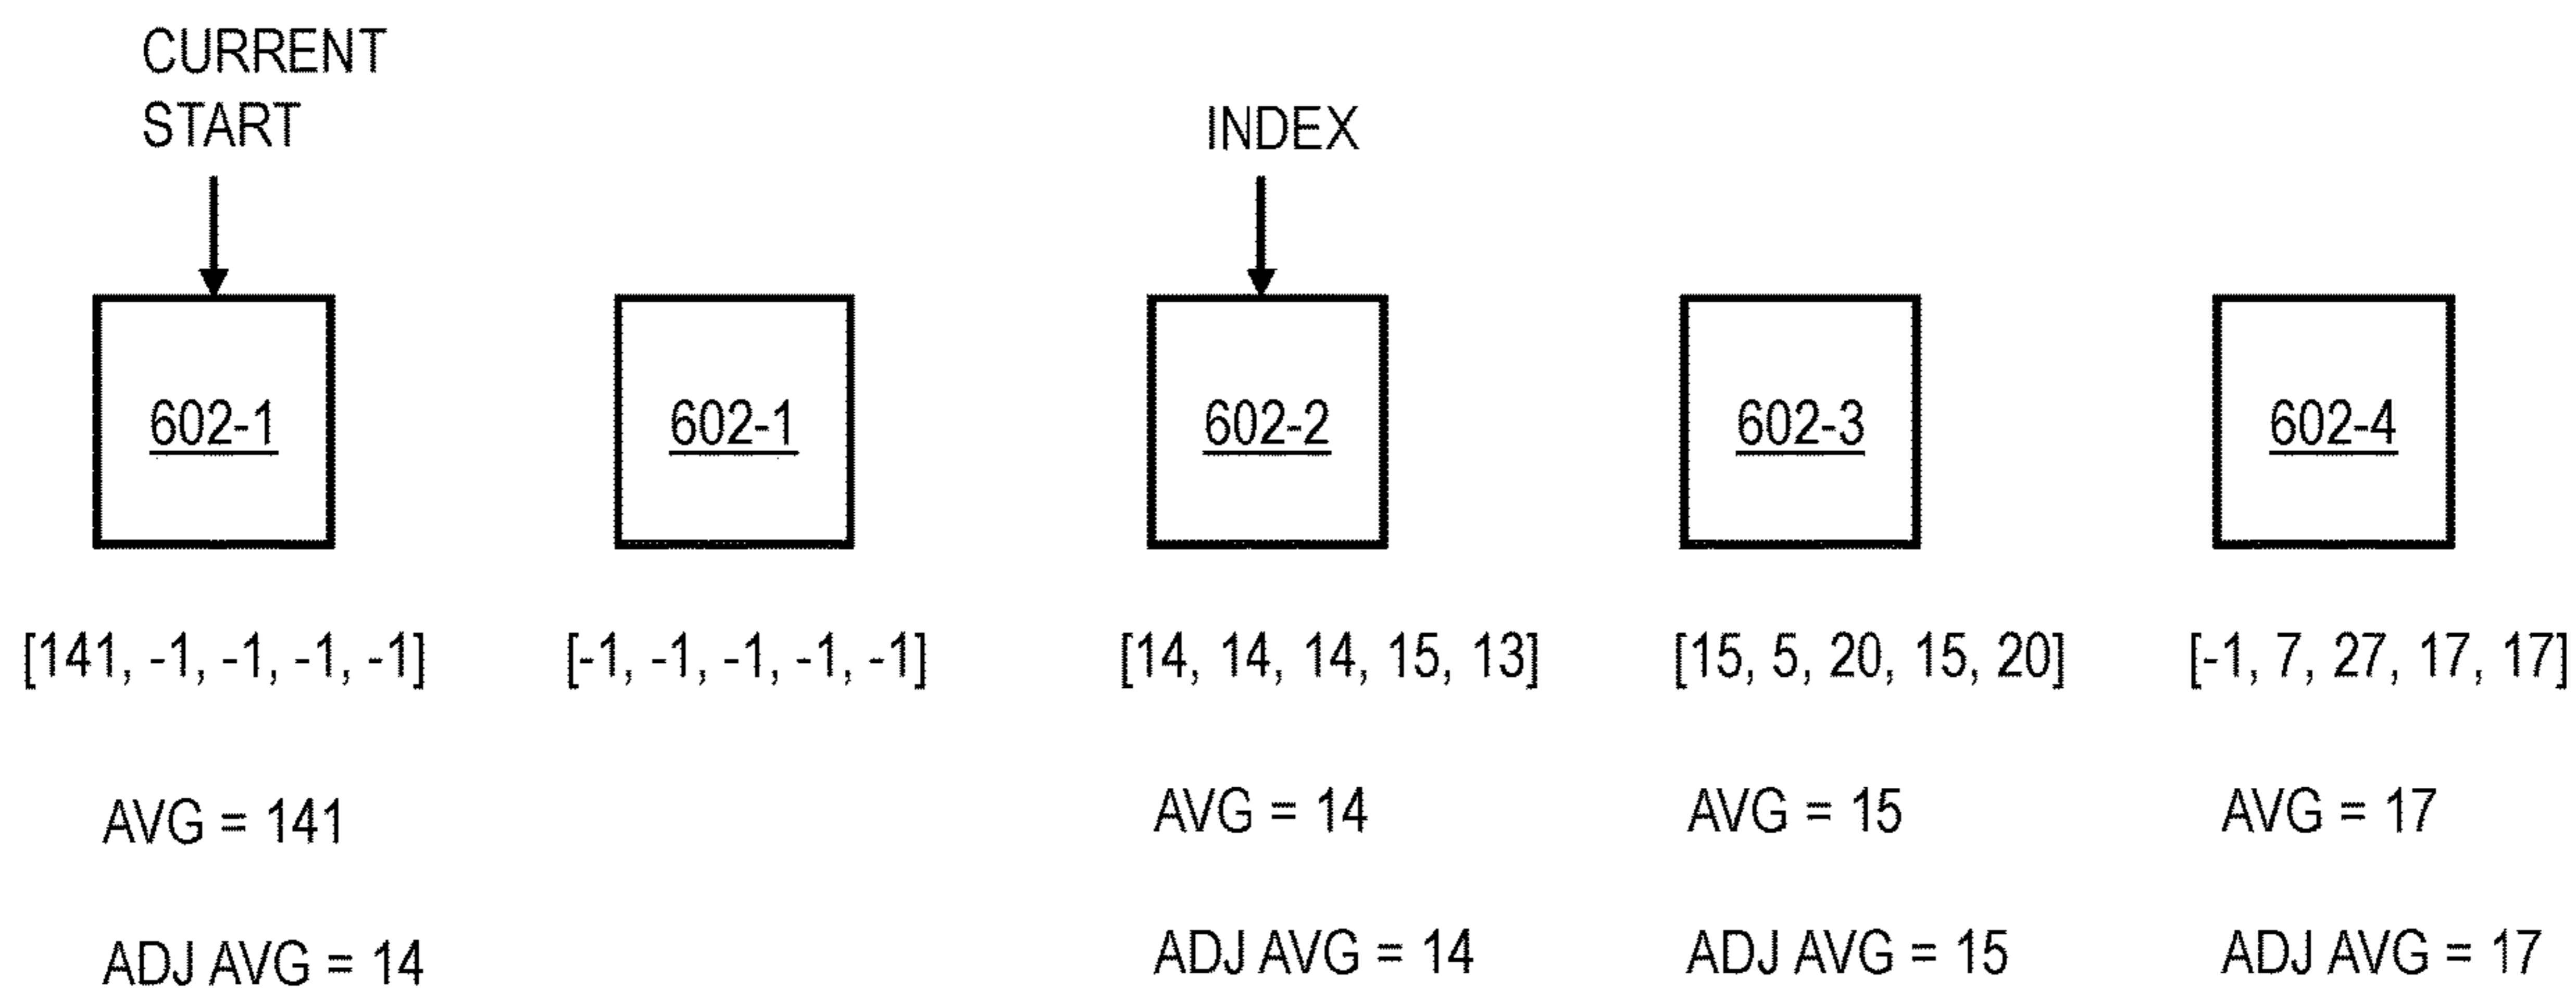 CURRENT
START
INDEX
602-1
602-1
602-2
602-3
602-4
[141, -1, -1, -1, -1]
[-1, -1, -1, -1, -1]
[14, 14, 14, 15, 13]
[15, 5, 20, 15, 20]
[-1, 7, 27, 17, 17]
AVG = 141
AVG = 14
AVG = 15
AVG = 17
ADJ AVG = 14
ADJ AVG = 14
ADJ AVG = 15
ADJ AVG = 17